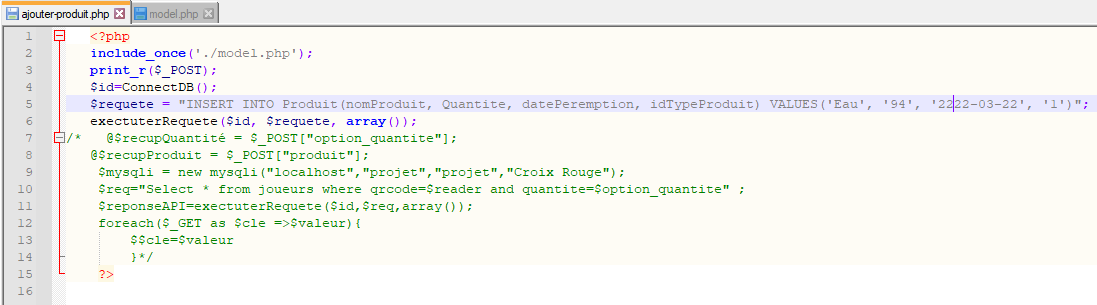 ajouter-produit.php model.php
1 <?php
2 include_once('./model.php');
3 print_r($_POST);
4 $id=ConnectDB();
5 $requete = "INSERT INTO Produit(nomProduit, Quantite, datePeremption, idTypeProduit) VALUES('Eau', '94', '2222-03-22', '1')";
6 exectuterRequete($id, $requete, array());
7 /* @$recupQuantité = $_POST["option_quantite"];
8 @$recupProduit = $_POST["produit"];
9 $mysqli = new mysqli("localhost","projet","projet","Croix Rouge");
10 $req="Select * from joueurs where qrcode=$reader and quantite=$option_quantite" ;
11 $reponseAPI=exectuterRequete($id,$req,array());
12 foreach($_GET as $cle =>$valeur){
13 $$cle=$valeur
14 }*/
15 ?>
16